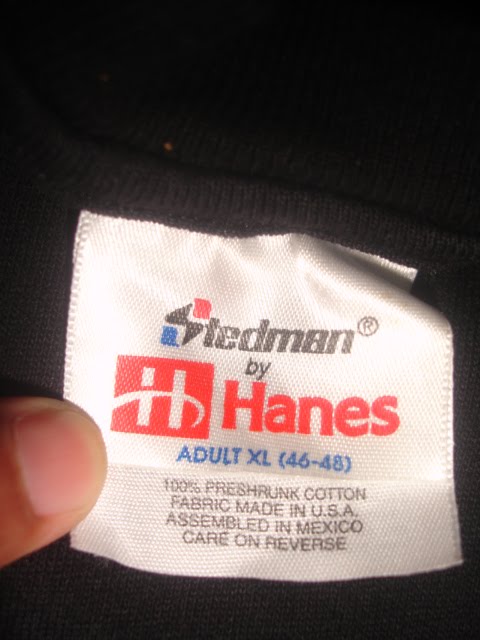 Stedman®
by
Hanes
ADULT XL (46-48)
100% PRESHRUNK COTTON
FABRIC MADE IN U.S.A.
ASSEMBLED IN MEXICO
CARE ON REVERSE